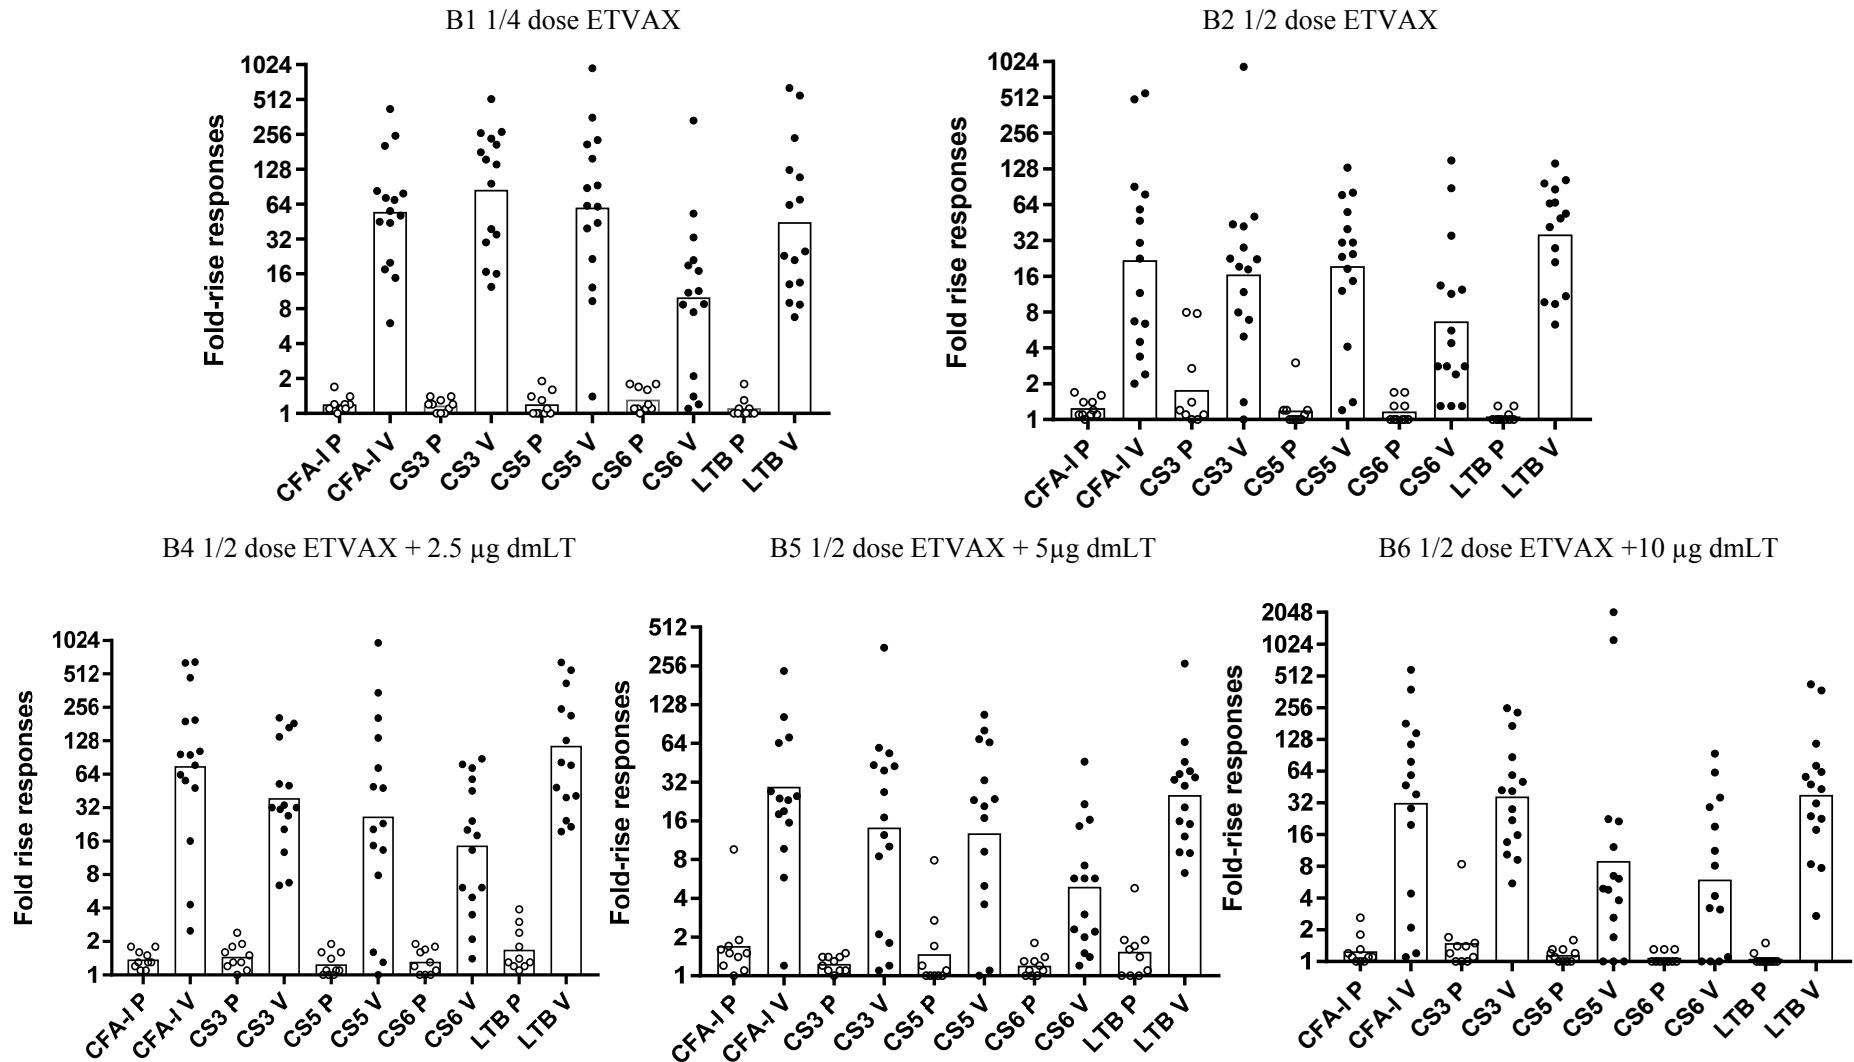 B1 1/4 dose ETVAX
Fold-rise responses
1024
512
256
128
64
32
16
8
4
2
1
CFA-I P
CFA-I V
CS3 P
CS3 V
CS5 P
CS5 V
CS6 P
CS6 V
LTB P
LTB V
B2 1/2 dose ETVAX
Fold rise responses
1024
512
256
128
64
32
16
8
4
2
1
CFA-I P
CFA-I V
CS3 P
CS3 V
CS5 P
CS5 V
CS6 P
CS6 V
LTB P
LTB V
B4 1/2 dose ETVAX + 2.5 µg dmLT
Fold rise responses
1024
512
256
128
64
32
16
8
4
2
1
CFA-I P
CFA-I V
CS3 P
CS3 V
CS5 P
CS5 V
CS6 P
CS6 V
LTB P
LTB V
B5 1/2 dose ETVAX + 5µg dmLT
Fold-rise responses
512
256
128
64
32
16
8
4
2
1
CFA-I P
CFA-I V
CS3 P
CS3 V
CS5 P
CS5 V
CS6 P
CS6 V
LTB P
LTB V
B6 1/2 dose ETVAX +10 µg dmLT
Fold-rise responses
2048
1024
512
256
128
64
32
16
8
4
2
1
CFA-I P
CFA-I V
CS3 P
CS3 V
CS5 P
CS5 V
CS6 P
CS6 V
LTB P
LTB V